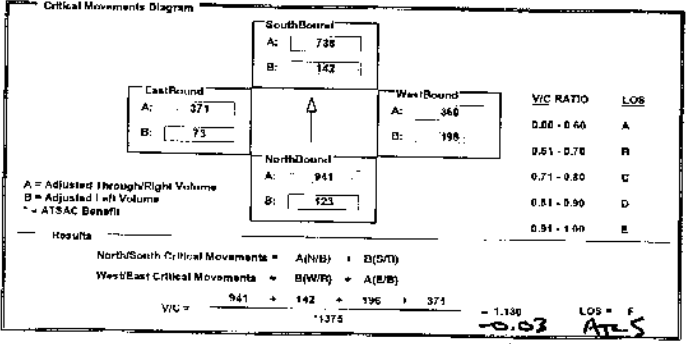 Critical Movements Diagram
SouthBound
A: 738
B: 142
EastBound
A: 371
B: 73
WestBound
A: 360
B: 196
NorthBound
A: 941
B: 123
V/C RATIO LOS
0.00 - 0.60 A
0.61 - 0.70 B
0.71 - 0.80 C
0.81 - 0.90 D
0.91 - 1.00 E
A = Adjusted Through/Right Volume
B = Adjusted Left Volume
* = ATSAC Benefit
Results
North/South Critical Movements = A(N/B) + B(S/B)
West/East Critical Movements = B(W/B) + A(E/B)
V/C = 941 + 142 + 196 + 371
*1375
= 1.130 LOS = F
-0.03